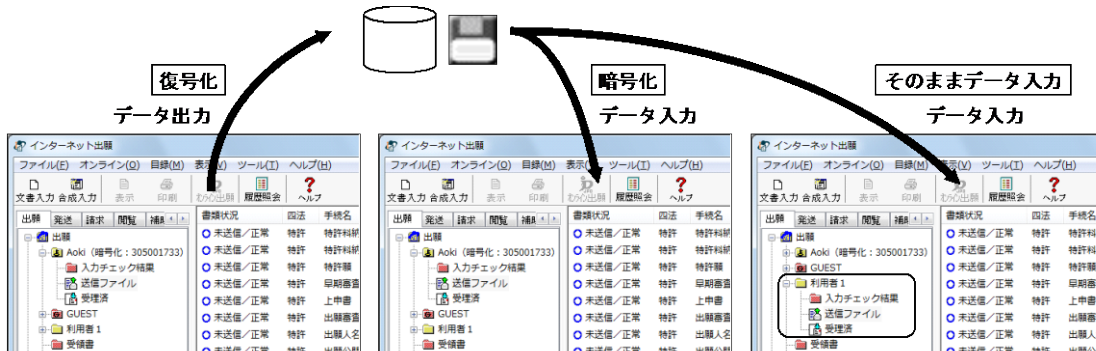 復号化
データ出力
暗号化
データ入力
そのままデータ入力
データ入力
インターネット出願
ファイル(F) オンライン(O) 目録(M) 表示(V) ツール(T) ヘルプ(H)
文書入力 合成入力 表示 印刷 むらい出願 履歴照会 ヘルプ
出願 発送 請求 閲覧 補助
出願
Aoki（暗号化：305001733）
入力チェック結果
送信ファイル
受理済
GUEST
利用者1
受領書
書類状況 四法 手続名
未送信／正常 特許 特許料納
未送信／正常 特許 特許料納
未送信／正常 特許 特許願
未送信／正常 特許 早期審査
未送信／正常 特許 上申書
未送信／正常 特許 出願審査
未送信／正常 特許 出願人名
未送信／正常 特許 出願公開
インターネット出願
ファイル(F) オンライン(O) 目録(M) 表示(V) ツール(T) ヘルプ(H)
文書入力 合成入力 表示 印刷 履歴照会 ヘルプ
出願 発送 請求 閲覧 補助
出願
Aoki（暗号化：305001733）
入力チェック結果
送信ファイル
受理済
GUEST
利用者1
受領書
書類状況 四法 手続名
未送信／正常 特許 特許料納
未送信／正常 特許 特許料納
未送信／正常 特許 特許願
未送信／正常 特許 早期審査
未送信／正常 特許 上申書
未送信／正常 特許 出願審査
未送信／正常 特許 出願人名
インターネット出願
ファイル(F) オンライン(O) 目録(M) 表示(V) ツール(T) ヘルプ(H)
文書入力 合成入力 表示 印刷 履歴照会 ヘルプ
出願 発送 請求 閲覧
出願
Aoki（暗号化：305001733）
GUEST
利用者1
入力チェック結果
送信ファイル
受理済
受領書
書類状況 四法 手続名
未送信／正常 特許 特許料
未送信／正常 特許 特許料
未送信／正常 特許 特許願
未送信／正常 特許 早期審
未送信／正常 特許 上申書
未送信／正常 特許 出願審
未送信／正常 特許 出願人